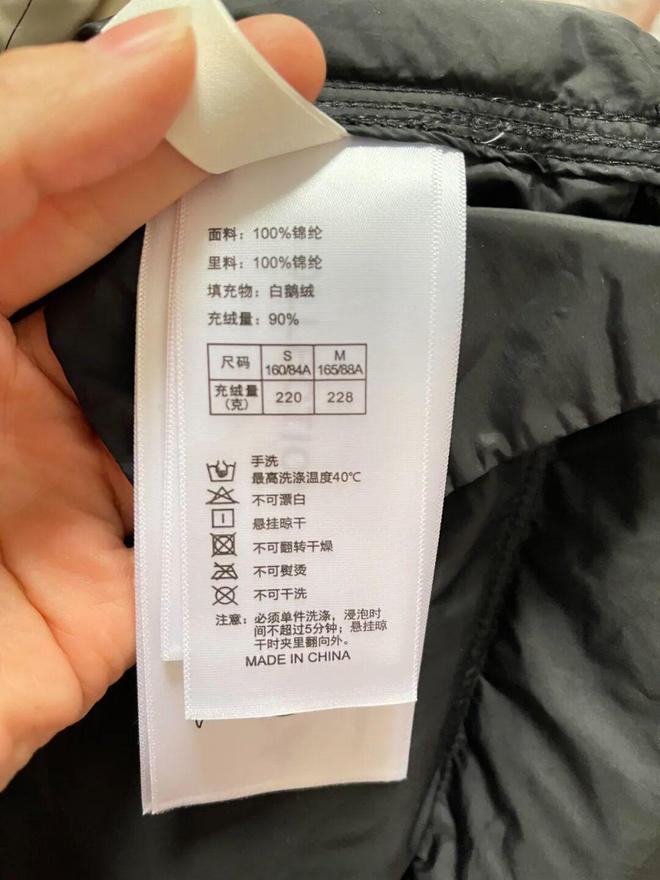 面料：100%锦纶
里料：100%锦纶
填充物：白鹅绒
充绒量：90%
尺码 S 160/84A M 165/88A
充绒量(克) 220 228
手洗
最高洗涤温度40℃
不可漂白
悬挂晾干
不可翻转干燥
不可熨烫
不可干洗
注意：必须单件洗涤，浸泡时
间不超过5分钟；悬挂晾
干时夹里翻向外。
MADE IN CHINA